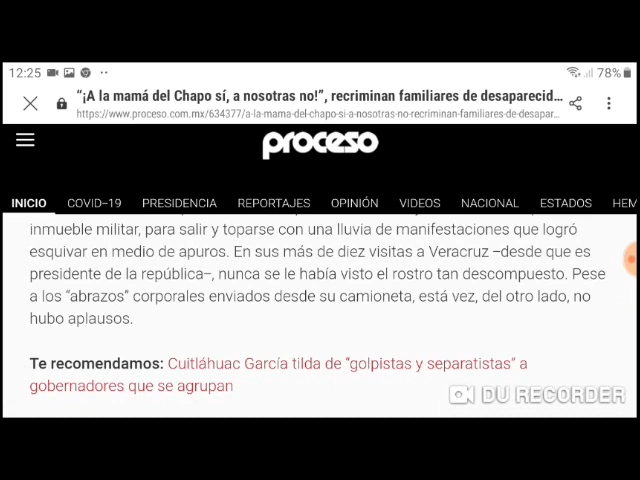 12:25
78%
"¡A la mamá del Chapo sí, a nosotras no!", recriminan familiares de desaparecid...
https://www.proceso.com.mx/634377/a-la-mama-del-chapo-si-a-nosotras-no-recriminan-familiares-de-desapar...
proceso
INICIO COVID-19 PRESIDENCIA REPORTAJES OPINIÓN VIDEOS NACIONAL ESTADOS HEM
inmueble militar, para salir y toparse con una lluvia de manifestaciones que logró
esquivar en medio de apuros. En sus más de diez visitas a Veracruz –desde que es
presidente de la república–, nunca se le había visto el rostro tan descompuesto. Pese
a los "abrazos" corporales enviados desde su camioneta, está vez, del otro lado, no
hubo aplausos.
Te recomendamos: Cuitláhuac García tilda de "golpistas y separatistas" a
gobernadores que se agrupan
DU RECORDER